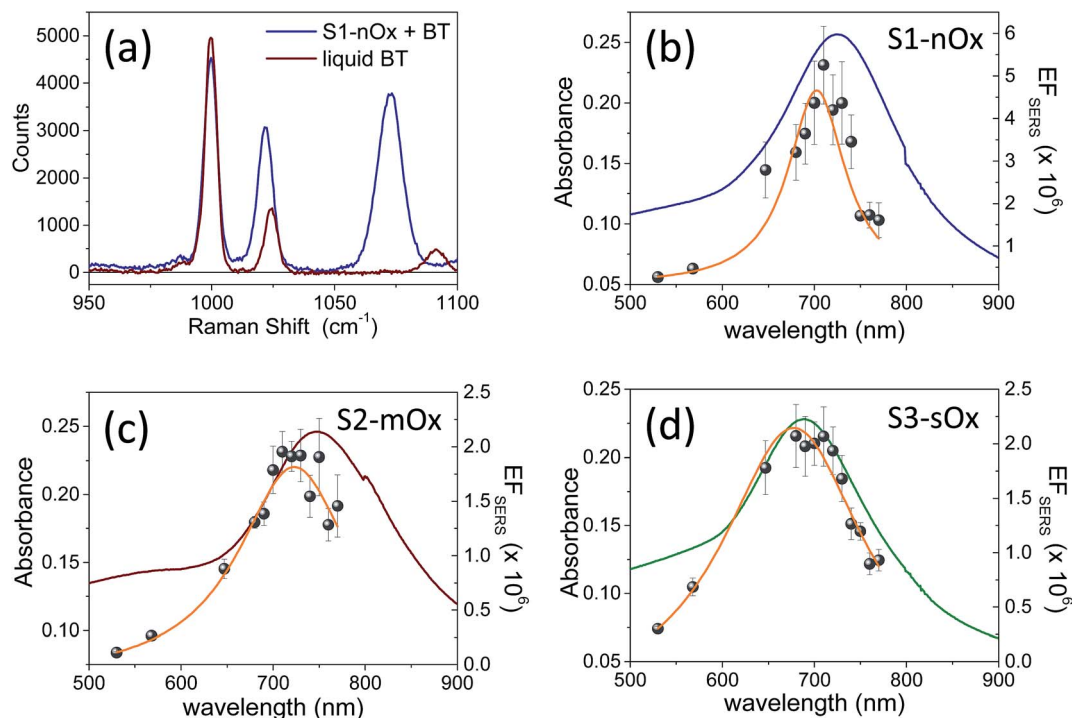 (a)
S1-nOx + BT
liquid BT
5000
4000
3000
2000
1000
0
Counts
950
1000
1050
1100
Raman Shift (cm⁻¹)
(b)
S1-nOx
0.25
0.20
0.15
0.10
0.05
Absorbance
6
5
4
3
2
1
EF_SERS (x 10⁶)
500
600
700
800
900
wavelength (nm)
(c)
S2-mOx
0.25
0.20
0.15
0.10
Absorbance
2.5
2.0
1.5
1.0
0.5
0.0
EF_SERS (x 10⁶)
500
600
700
800
900
wavelength (nm)
(d)
S3-sOx
0.25
0.20
0.15
0.10
0.05
Absorbance
2.5
2.0
1.5
1.0
0.5
0.0
EF_SERS (x 10⁶)
500
600
700
800
900
wavelength (nm)